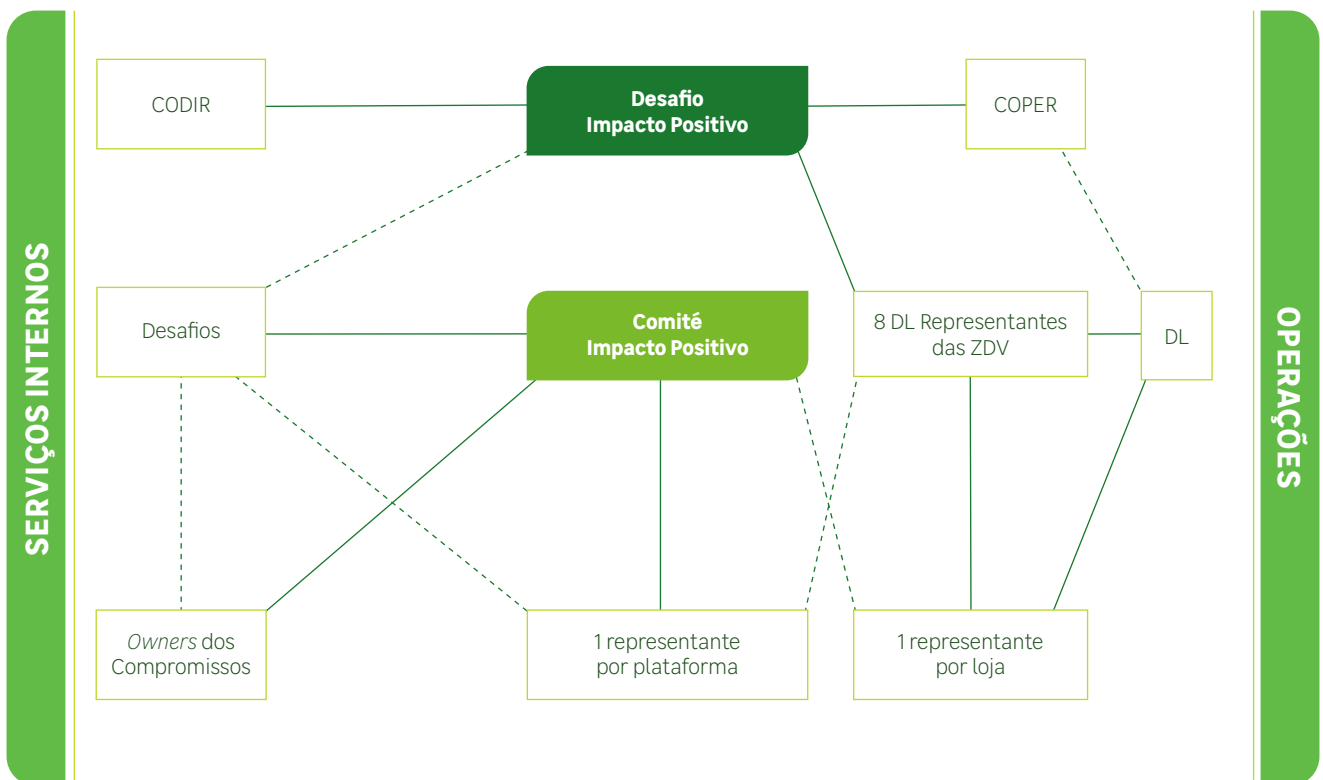 SERVIÇOS INTERNOS
CODIR
Desafio
Impacto Positivo
COPER
Desafios
Comité
Impacto Positivo
8 DL Representantes
das ZDV
DL
Owners dos
Compromissos
1 representante
por plataforma
1 representante
por loja
OPERAÇÕES